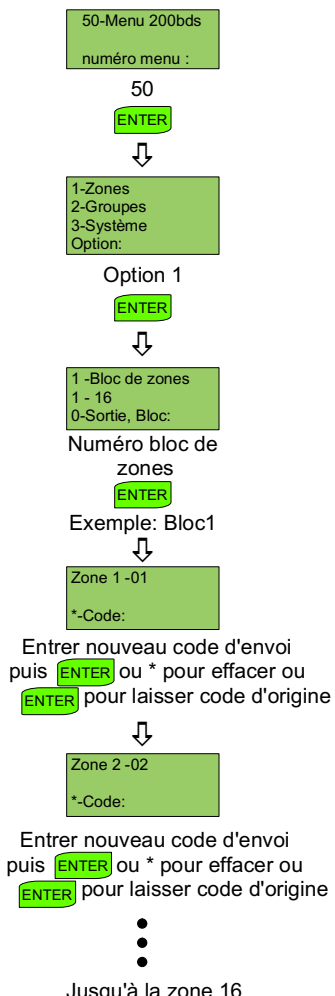 50-Menu 200bds
numéro menu :
50
ENTER
1-Zones
2-Groupes
3-Système
Option:
Option 1
ENTER
1 -Bloc de zones
1 - 16
0-Sortie, Bloc:
Numéro bloc de
zones
ENTER
Exemple: Bloc1
Zone 1 -01
*-Code:
Entrer nouveau code d'envoi
puis ENTER ou * pour effacer ou
ENTER pour laisser code d'origine
Zone 2 -02
*-Code:
Entrer nouveau code d'envoi
puis ENTER ou * pour effacer ou
ENTER pour laisser code d'origine
Jusqu'à la zone 16